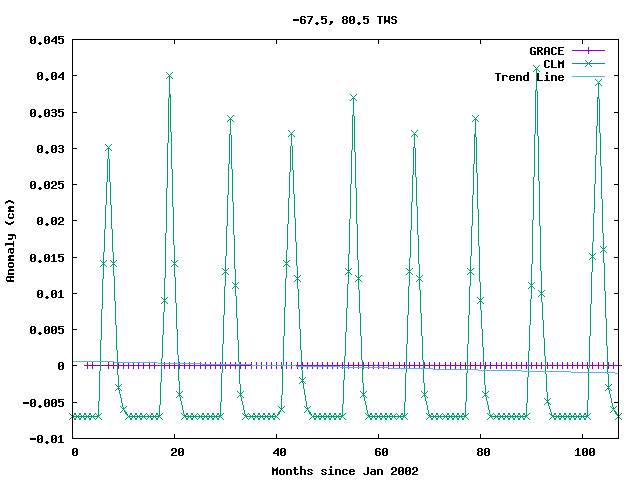 -67.5, 80.5 TWS
0.045
0.04
0.035
0.03
0.025
0.02
0.015
0.01
0.005
0
-0.005
-0.01
Anomaly (cm)
GRACE
CLM
Trend Line
0 20 40 60 80 100
Months since Jan 2002